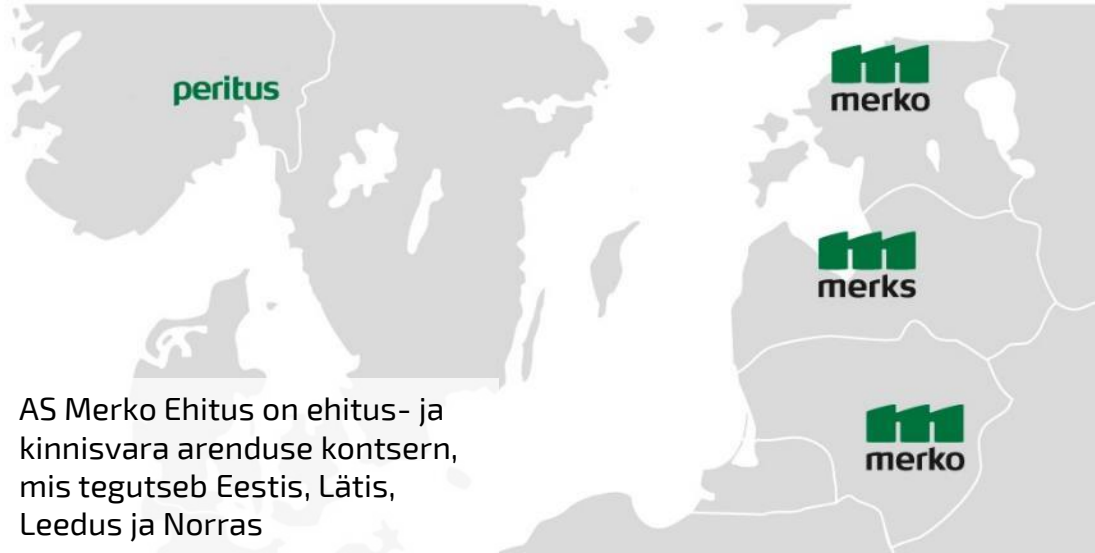 peritus
merko
merks
merko
AS Merko Ehitus on ehitus- ja
kinnisvara arenduse kontsern,
mis tegutseb Eestis, Lätis,
Leedus ja Norras